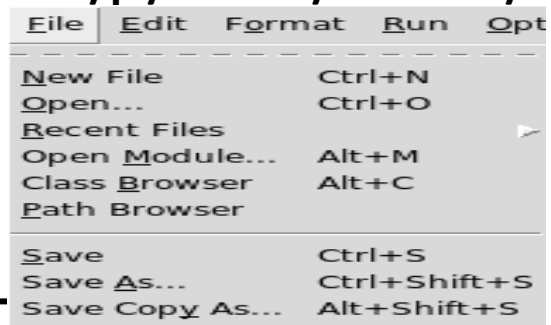 File Edit Format Run Opt
New File Ctrl+N
Open... Ctrl+O
Recent Files
Open Module... Alt+M
Class Browser Alt+C
Path Browser
Save Ctrl+S
Save As... Ctrl+Shift+S
Save Copy As... Alt+Shift+S